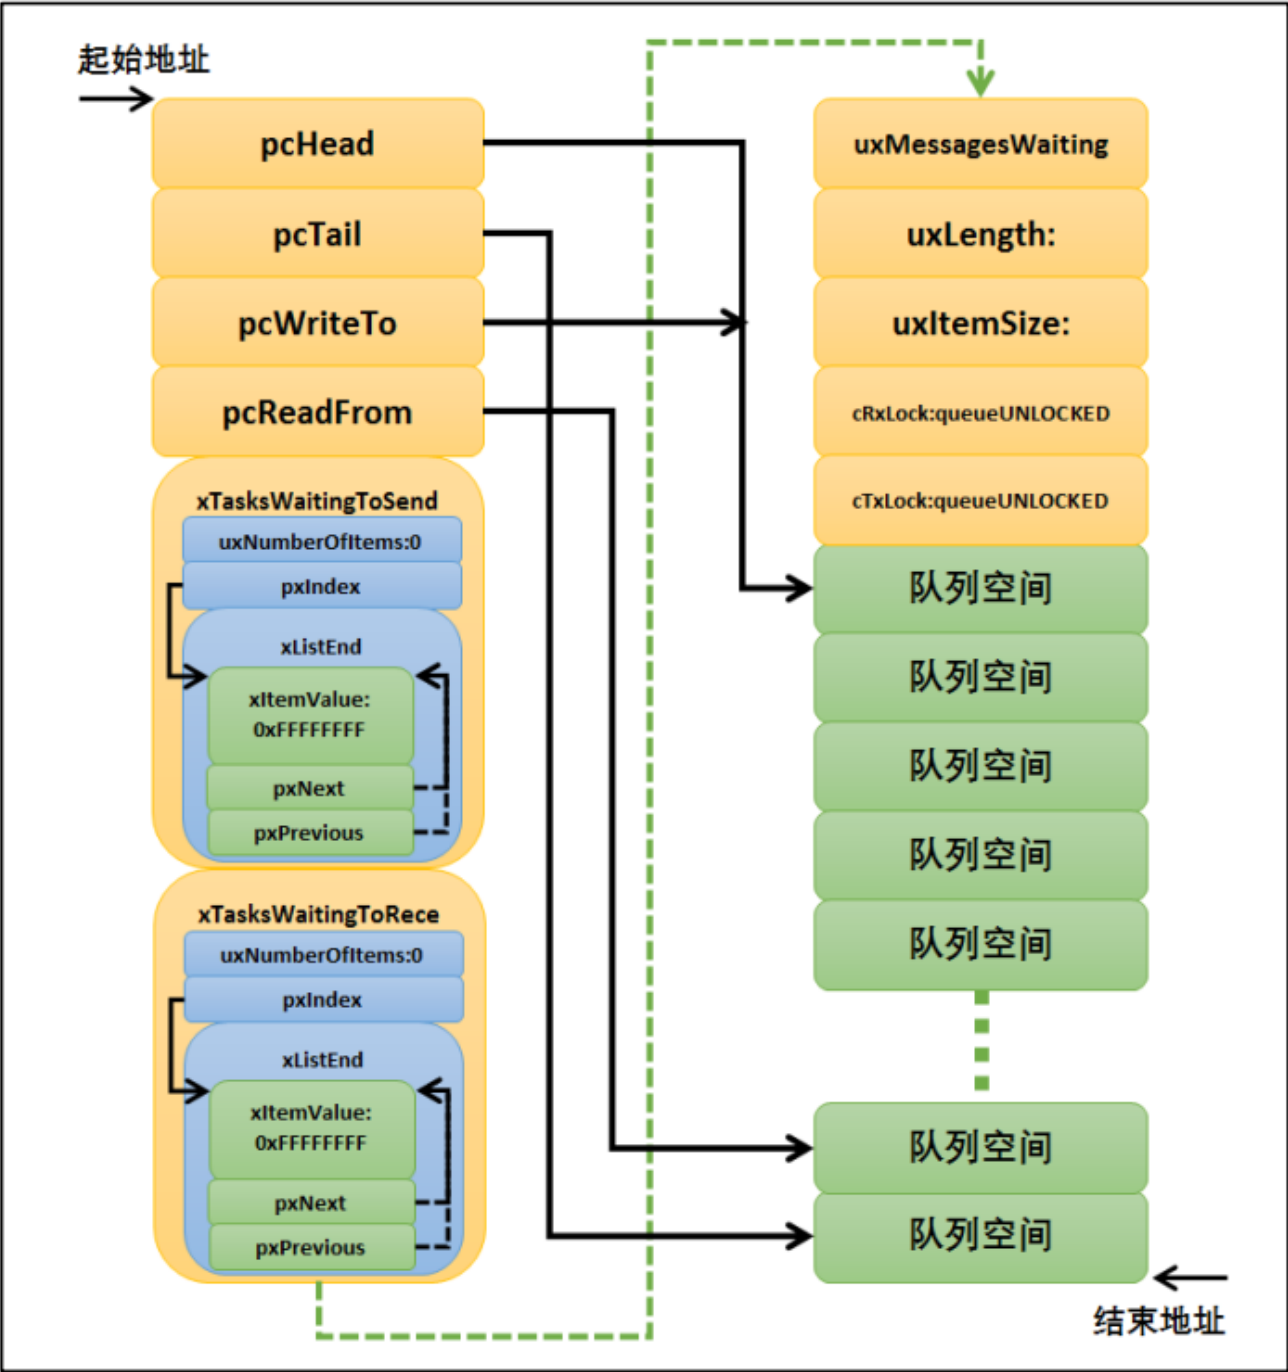 起始地址
pcHead
pcTail
pcWriteTo
pcReadFrom
xTasksWaitingToSend
uxNumberOfItems:0
pxIndex
xListEnd
xItemValue:
0xFFFFFFFF
pxNext
pxPrevious
xTasksWaitingToRece
uxNumberOfItems:0
pxIndex
xListEnd
xItemValue:
0xFFFFFFFF
pxNext
pxPrevious
uxMessagesWaiting
uxLength:
uxItemSize:
cRxLock:queueUNLOCKED
cTxLock:queueUNLOCKED
队列空间
队列空间
队列空间
队列空间
队列空间
队列空间
队列空间
结束地址